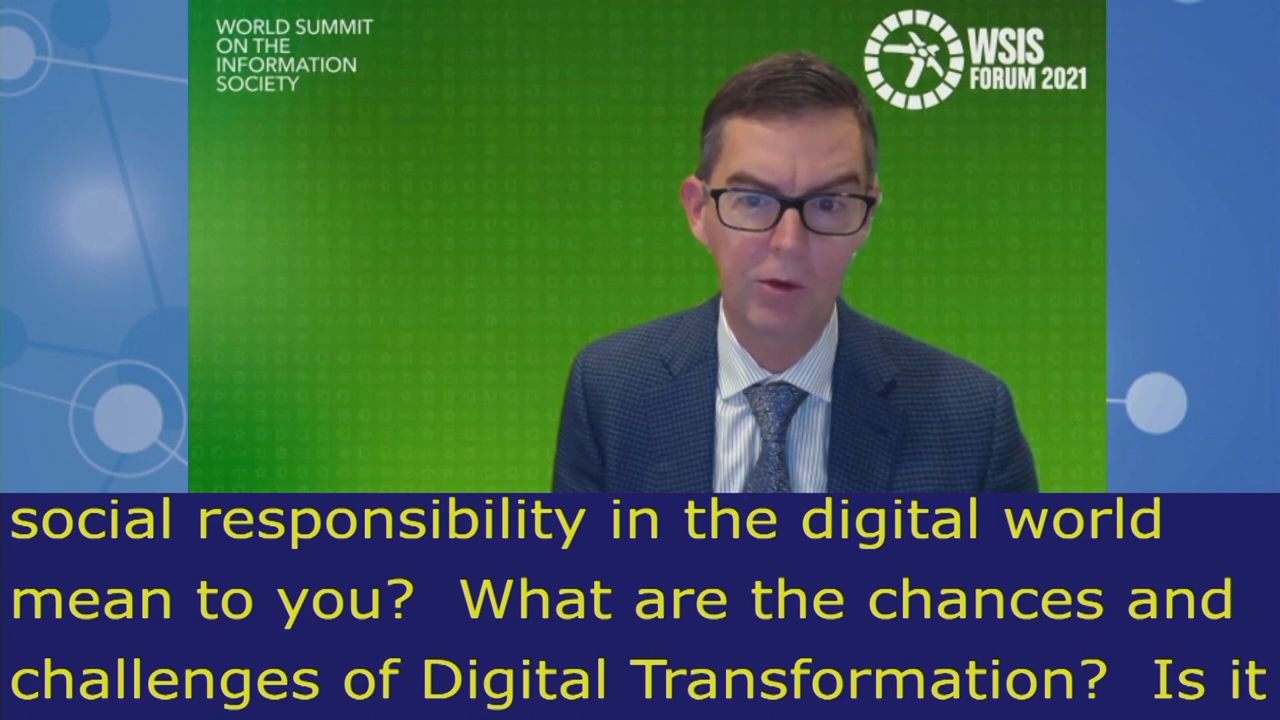 WORLD SUMMIT
ON THE
INFORMATION
SOCIETY
WSIS
FORUM 2021
social responsibility in the digital world
mean to you?  What are the chances and
challenges of Digital Transformation?  Is it